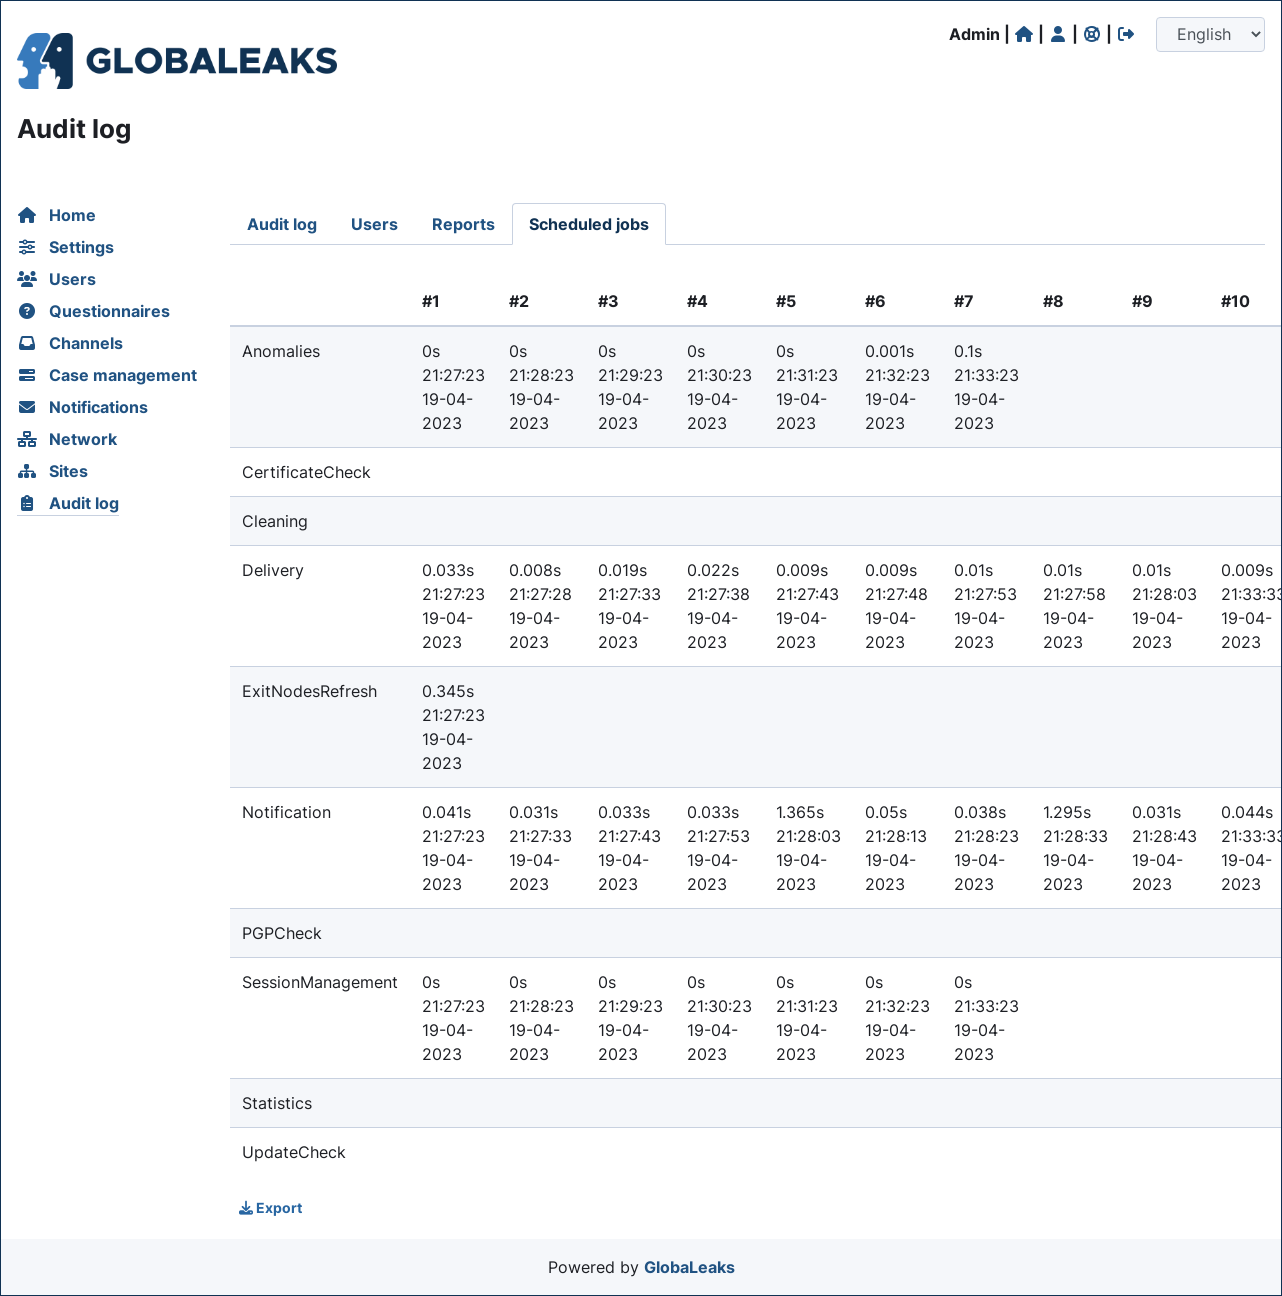 Admin | | | |
English
GLOBALEAKS
Audit log
Home
Settings
Users
Questionnaires
Channels
Case management
Notifications
Network
Sites
Audit log
Audit log Users Reports Scheduled jobs
#1 #2 #3 #4 #5 #6 #7 #8 #9 #10
Anomalies 0s 0s 0s 0s 0s 0.001s 0.1s
21:27:23 21:28:23 21:29:23 21:30:23 21:31:23 21:32:23 21:33:23
19-04- 19-04- 19-04- 19-04- 19-04- 19-04- 19-04-
2023 2023 2023 2023 2023 2023 2023
CertificateCheck
Cleaning
Delivery 0.033s 0.008s 0.019s 0.022s 0.009s 0.009s 0.01s 0.01s 0.01s 0.009s
21:27:23 21:27:28 21:27:33 21:27:38 21:27:43 21:27:48 21:27:53 21:27:58 21:28:03 21:33:33
19-04- 19-04- 19-04- 19-04- 19-04- 19-04- 19-04- 19-04- 19-04- 19-04-
2023 2023 2023 2023 2023 2023 2023 2023 2023 2023
ExitNodesRefresh 0.345s
21:27:23
19-04-
2023
Notification 0.041s 0.031s 0.033s 0.033s 1.365s 0.05s 0.038s 1.295s 0.031s 0.044s
21:27:23 21:27:33 21:27:43 21:27:53 21:28:03 21:28:13 21:28:23 21:28:33 21:28:43 21:33:33
19-04- 19-04- 19-04- 19-04- 19-04- 19-04- 19-04- 19-04- 19-04- 19-04-
2023 2023 2023 2023 2023 2023 2023 2023 2023 2023
PGPCheck
SessionManagement 0s 0s 0s 0s 0s 0s 0s
21:27:23 21:28:23 21:29:23 21:30:23 21:31:23 21:32:23 21:33:23
19-04- 19-04- 19-04- 19-04- 19-04- 19-04- 19-04-
2023 2023 2023 2023 2023 2023 2023
Statistics
UpdateCheck
Export
Powered by GlobaLeaks